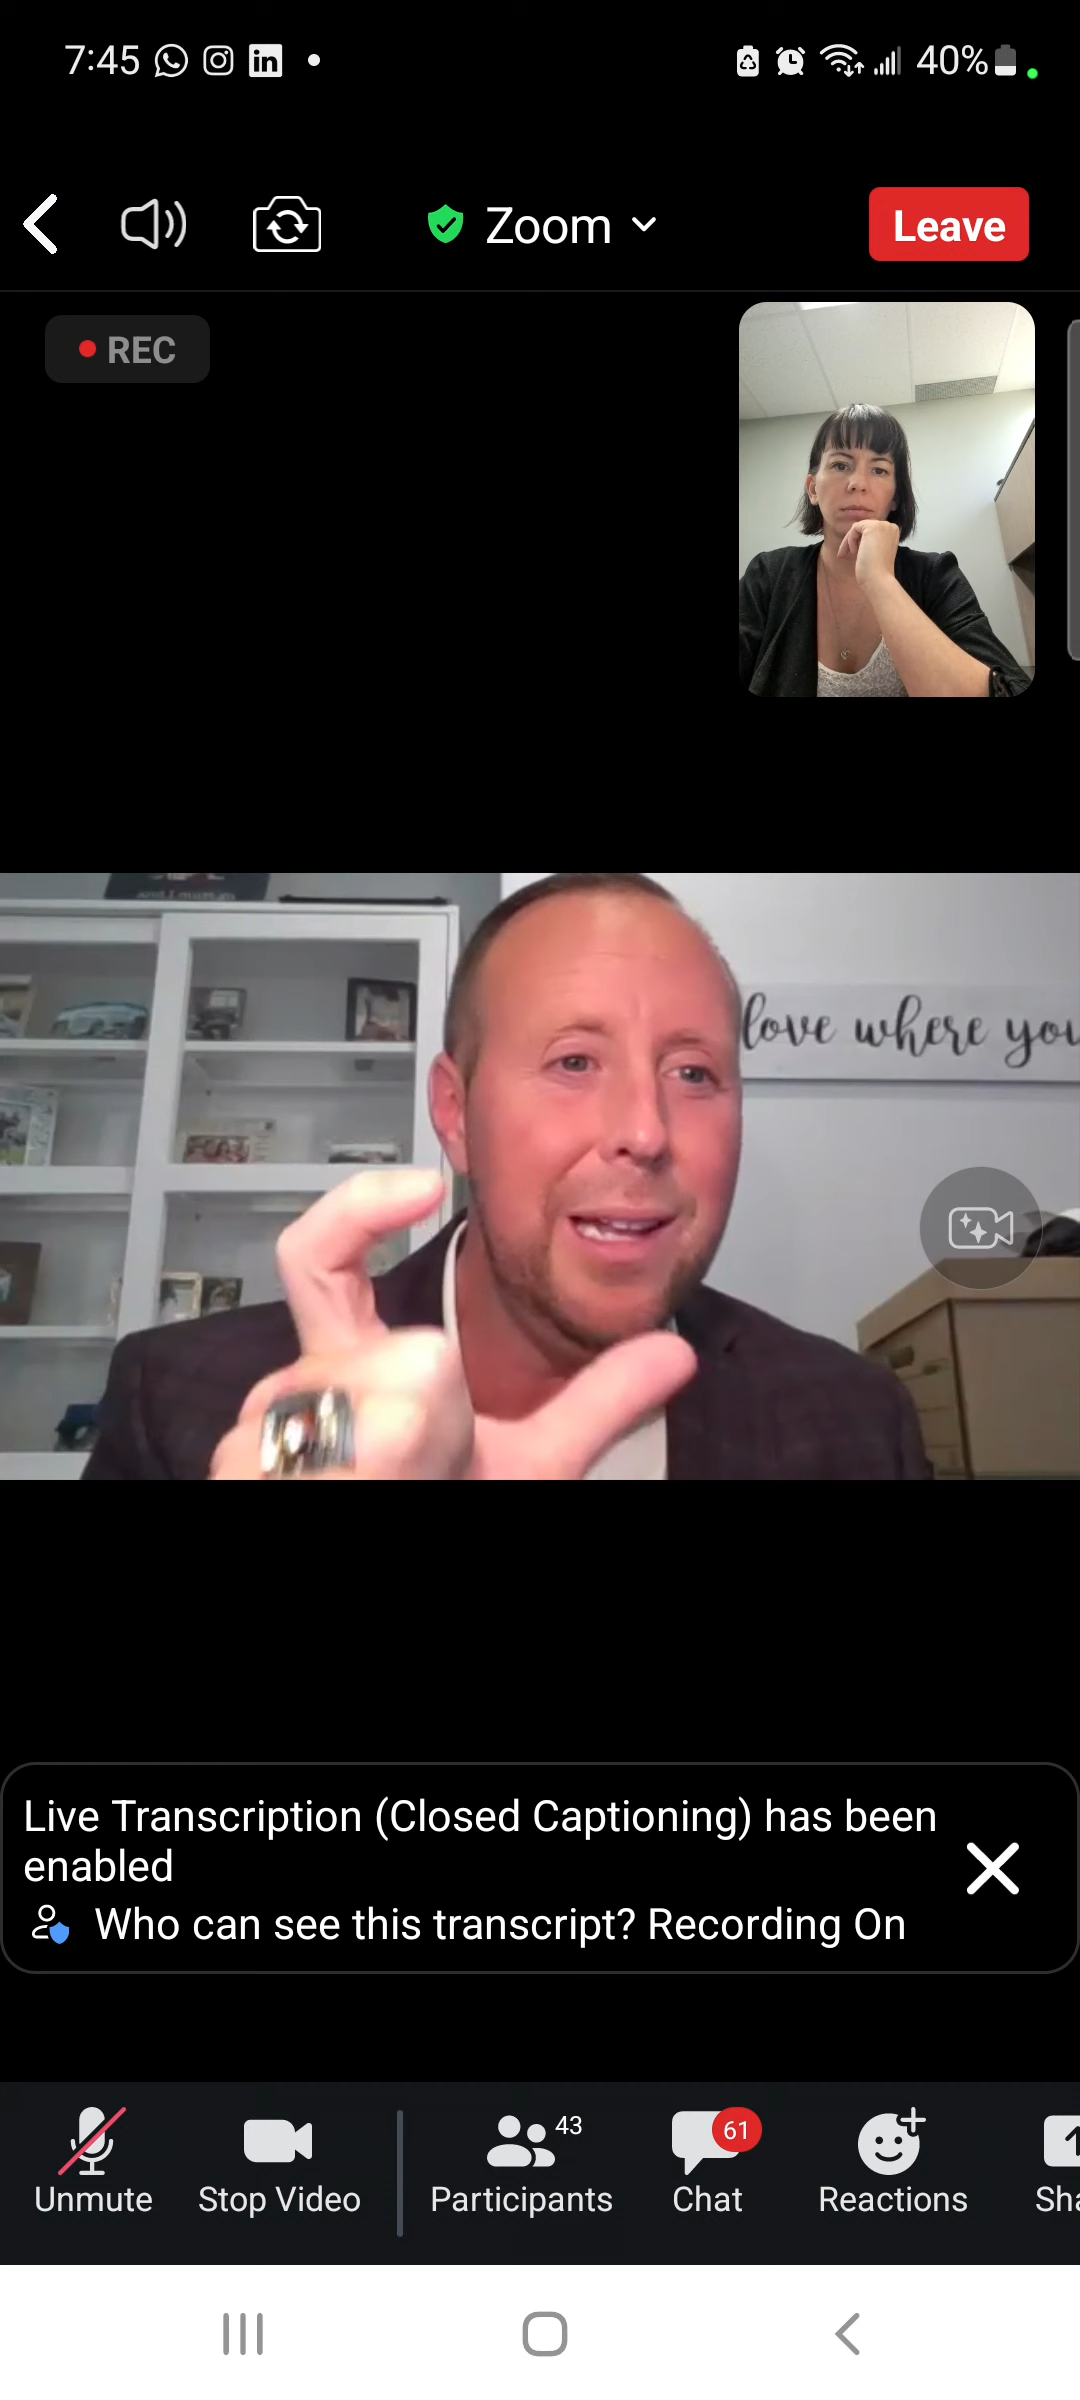 7:45
40%
Zoom
Leave
REC
love where you
Live Transcription (Closed Captioning) has been
enabled
Who can see this transcript? Recording On
43
61
Unmute
Stop Video
Participants
Chat
Reactions
Sha